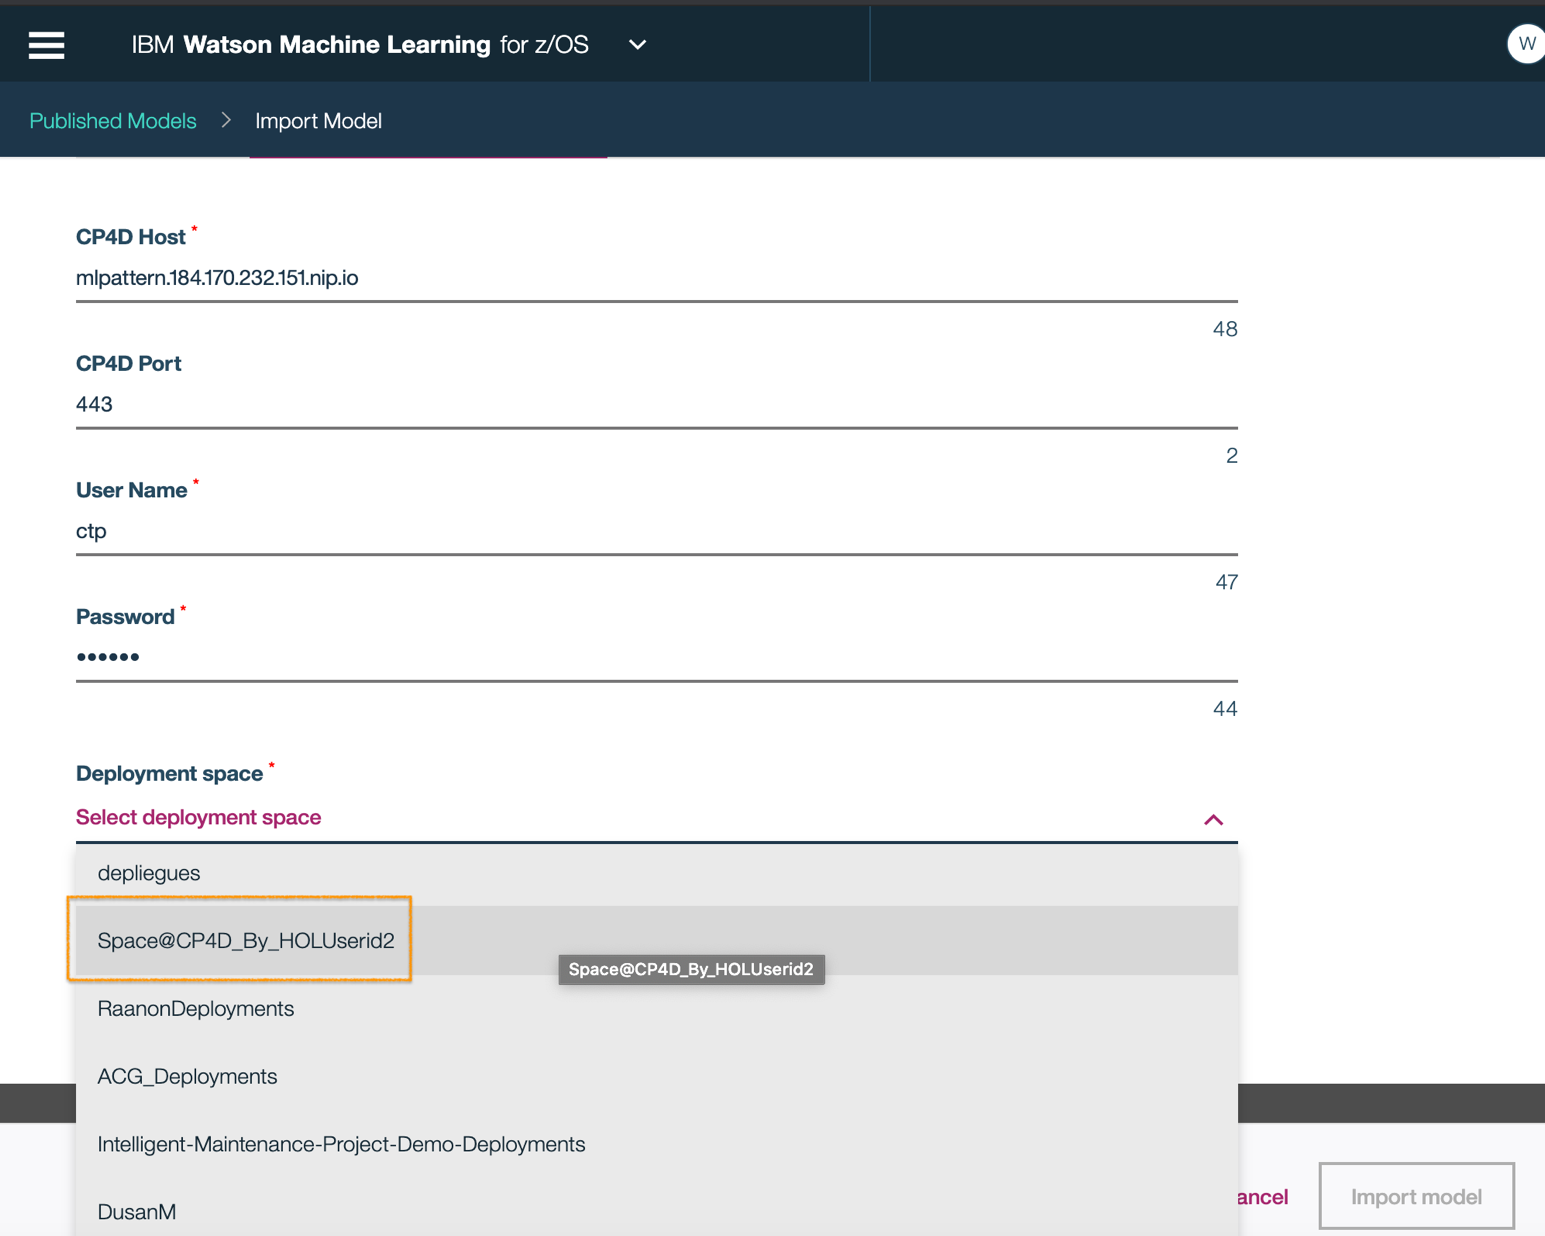 IBM Watson Machine Learning for z/OS
W
Published Models > Import Model
CP4D Host *
mlpattern.184.170.232.151.nip.io
48
CP4D Port
443
2
User Name *
ctp
47
Password *
••••••
44
Deployment space *
Select deployment space
depliegues
Space@CP4D_By_HOLUserid2
Space@CP4D_By_HOLUserid2
RaanonDeployments
ACG_Deployments
Intelligent-Maintenance-Project-Demo-Deployments
DusanM
ancel
Import model